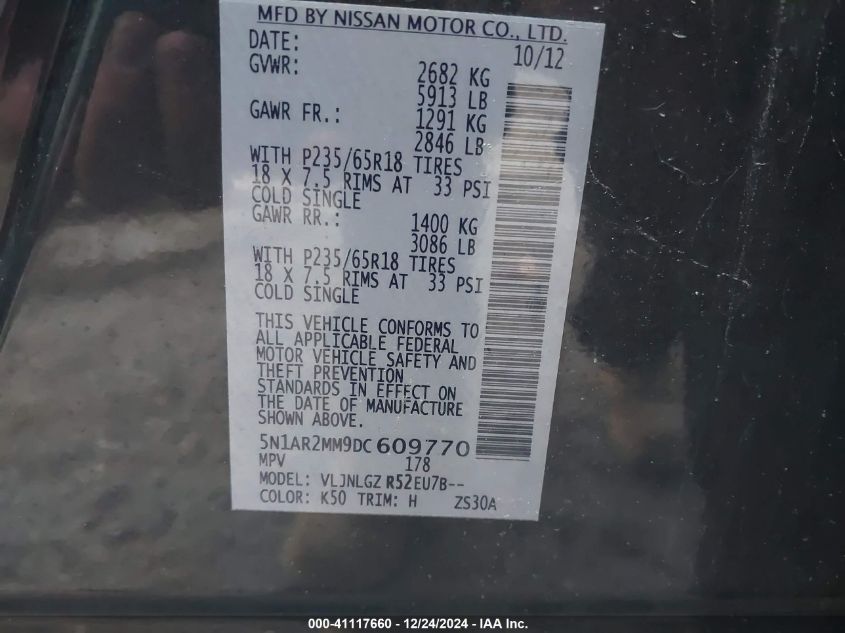 MFD BY NISSAN MOTOR CO., LTD.
DATE: 10/12
GVWR: 2682 KG
5913 LB
GAWR FR.: 1291 KG
2846 LB
WITH P235/65R18 TIRES
18 X 7.5 RIMS AT 33 PSI
COLD SINGLE
GAWR RR.: 1400 KG
3086 LB
WITH P235/65R18 TIRES
18 X 7.5 RIMS AT 33 PSI
COLD SINGLE
THIS VEHICLE CONFORMS TO
ALL APPLICABLE FEDERAL
MOTOR VEHICLE SAFETY AND
THEFT PREVENTION
STANDARDS IN EFFECT ON
THE DATE OF MANUFACTURE
SHOWN ABOVE.
5N1AR2MM9DC609770
MPV 178
MODEL: VLJNLGZ R52EU7B--
COLOR: K50 TRIM: H ZS30A
000-41117660 - 12/24/2024 - IAA Inc.